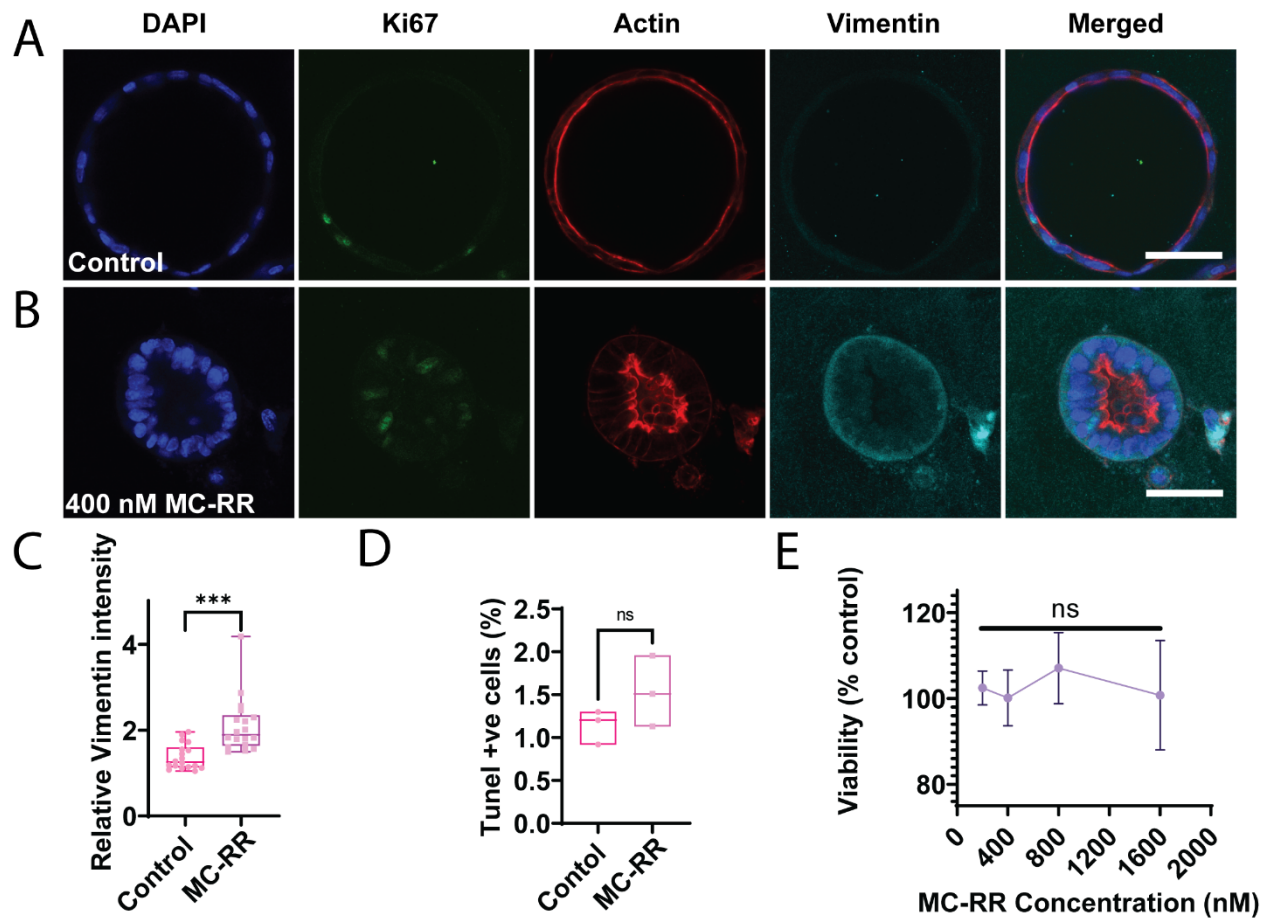 A
DAPI
Ki67
Actin
Vimentin
Merged
Control
B
400 nM MC-RR
C
Relative Vimentin intensity
4
2
0
***
Control
MC-RR
D
Tunel +ve cells (%)
2.5
2.0
1.5
1.0
0.5
0.0
ns
Contol
MC-RR
E
Viability (% control)
120
100
80
ns
0
400
800
1200
1600
2000
MC-RR Concentration (nM)